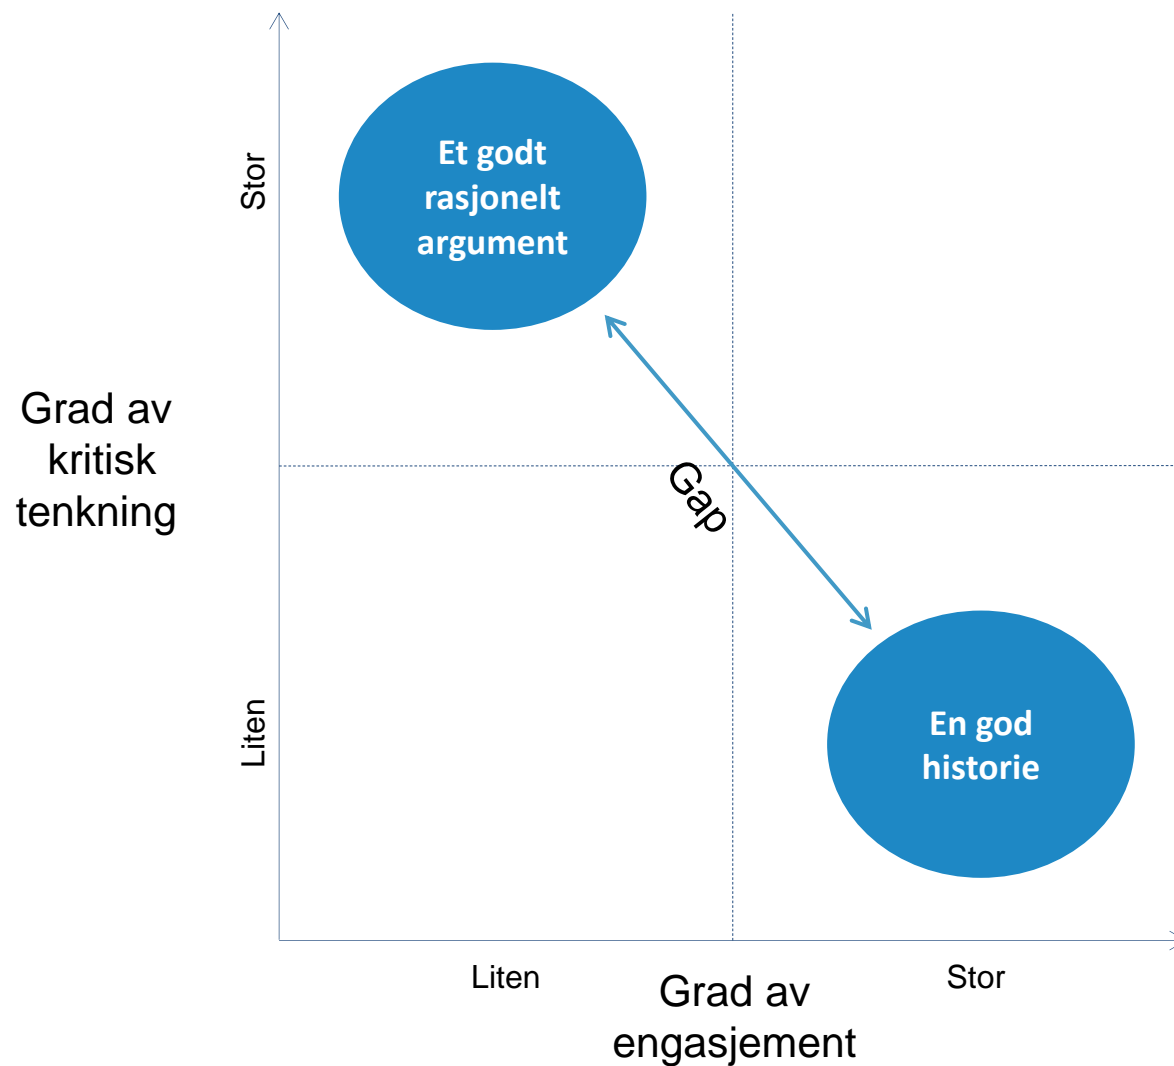 Stor
Et godt
rasjonelt
argument
Grad av
kritisk
tenkning
Gap
Liten
En god
historie
Liten
Stor
Grad av
engasjement